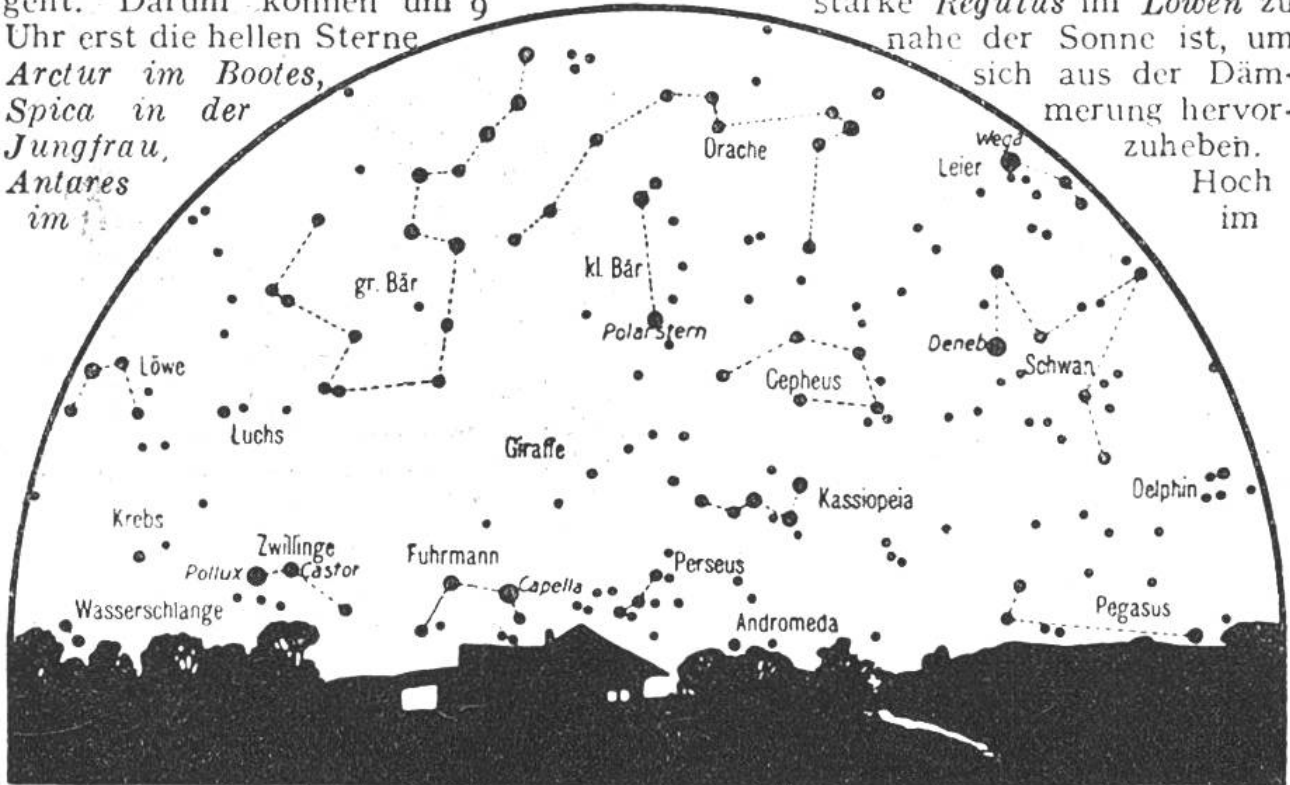 geht. Darum können um 9
Uhr erst die hellen Sterne
Arctur im Bootes,
Spica in der
Jungfrau,
Antares
im
starke Regulus im Löwen zu
nahe der Sonne ist, um
sich aus der Däm-
merung hervor-
zuheben.
Hoch
im
Drache
Wega
Leier
gr. Bär
kl. Bär
Polarstern
Deneb
Schwan
Löwe
Cepheus
Luchs
Giraffe
Kassiopeia
Delphin
Krebs
Zwillinge
Pollux
Castor
Fuhrmann
Capella
Perseus
Wasserschlange
Andromeda
Pegasus